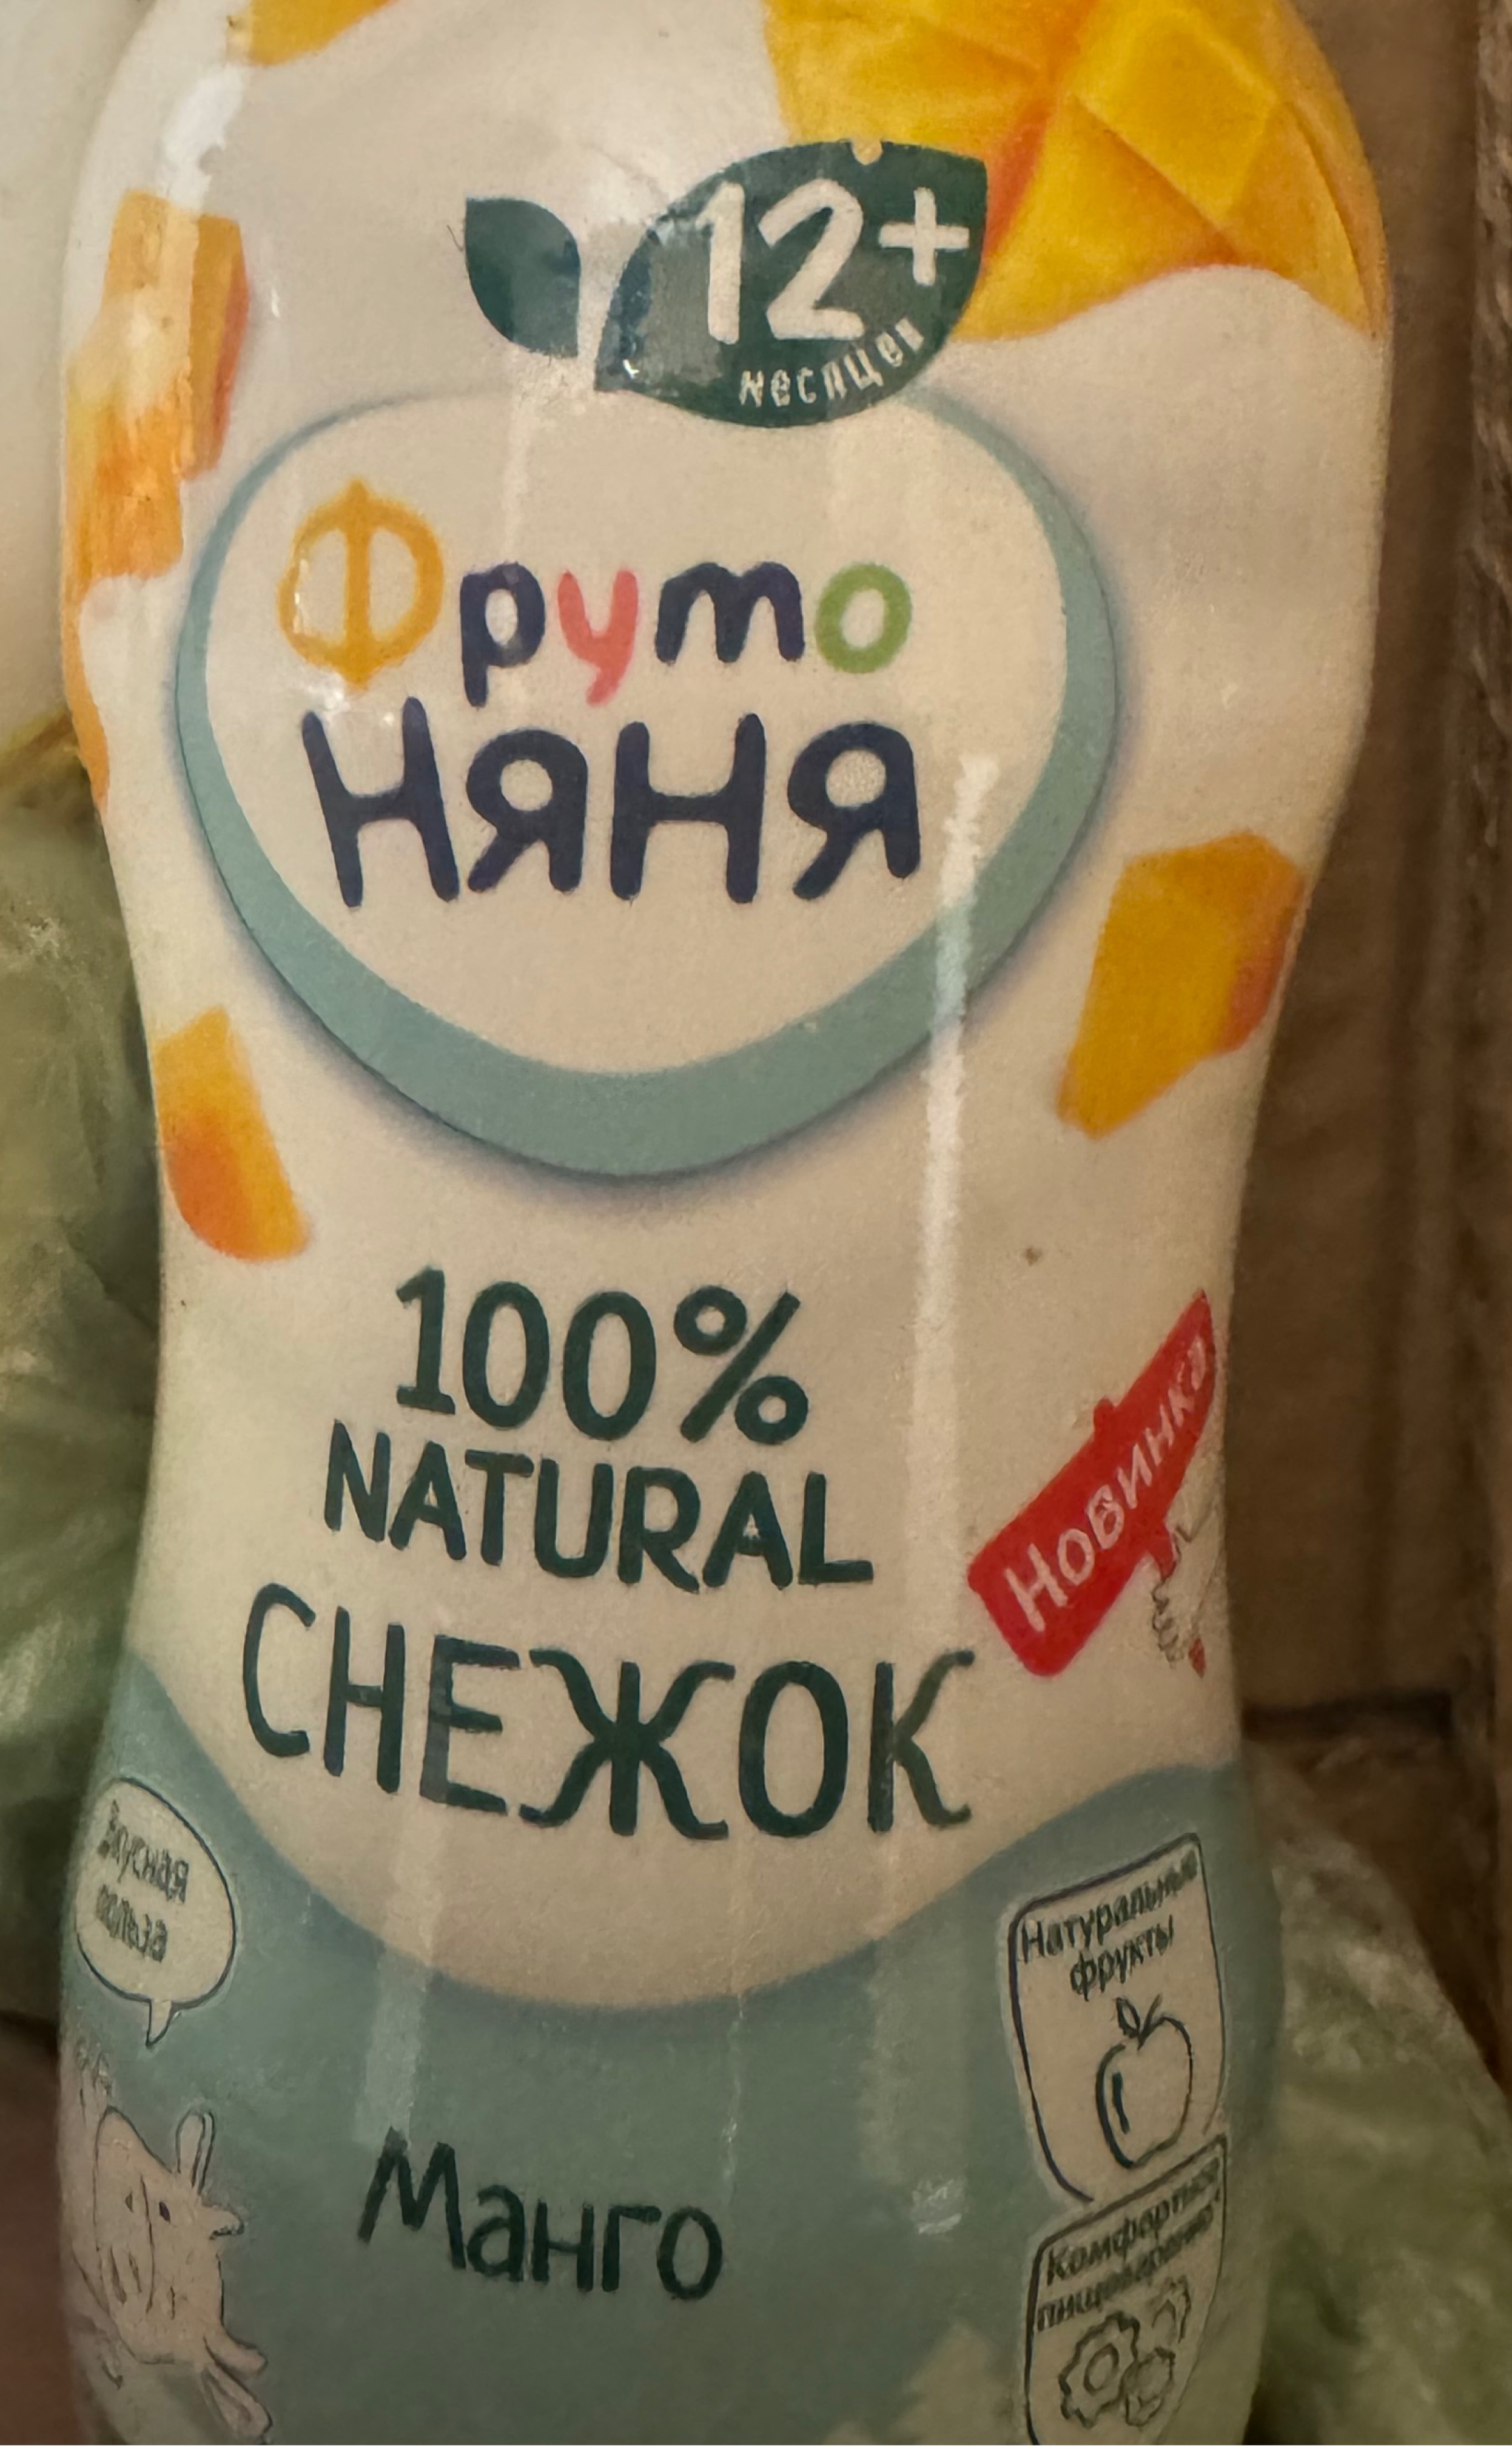 12+
месяцев
Фруто
НЯНЯ
100%
NATURAL
СНЕЖОК
Новинка
Вкусная
польза
Натуральные
фрукты
Манго
Комфортное
пищеварение